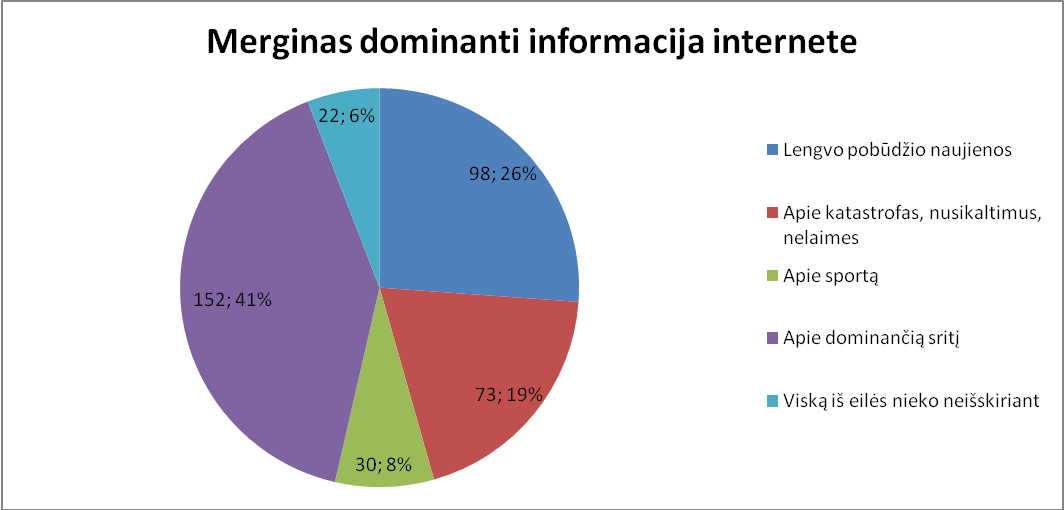 Merginas dominanti informacija internete
22; 6%
98; 26%
152; 41%
73; 19%
30; 8%
Lengvo pobūdžio naujienos
Apie katastrofas, nusikaltimus,
nelaimes
Apie sportą
Apie dominančią sritį
Viską iš eilės nieko neišskiriant